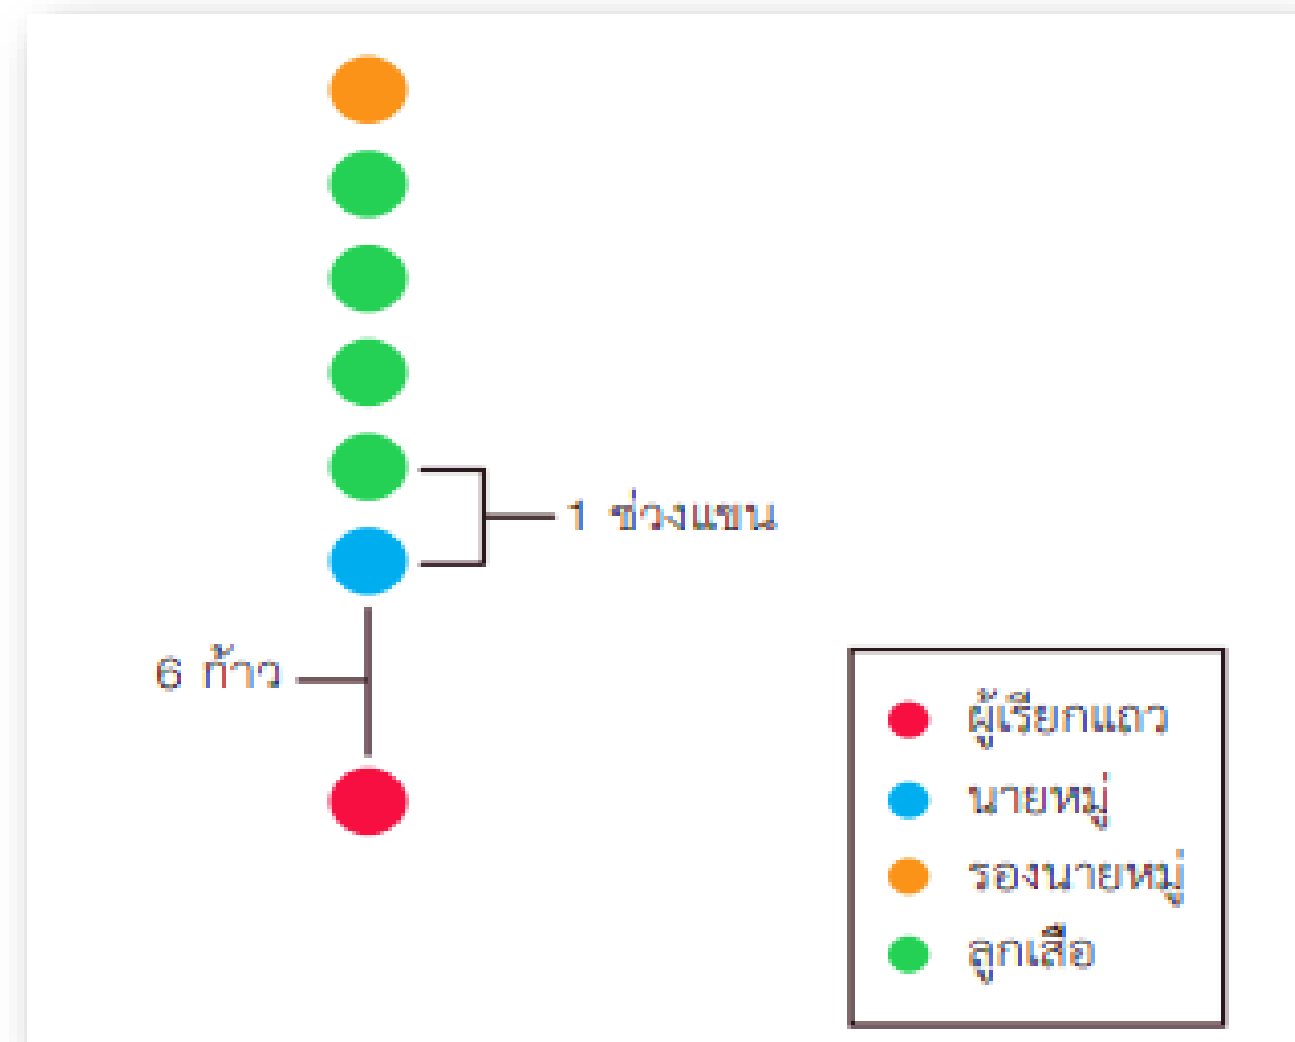 1 ช่วงแขน
6 ก้าว
ผู้เรียกแถว
นายหมู่
รองนายหมู่
ลูกเสือ